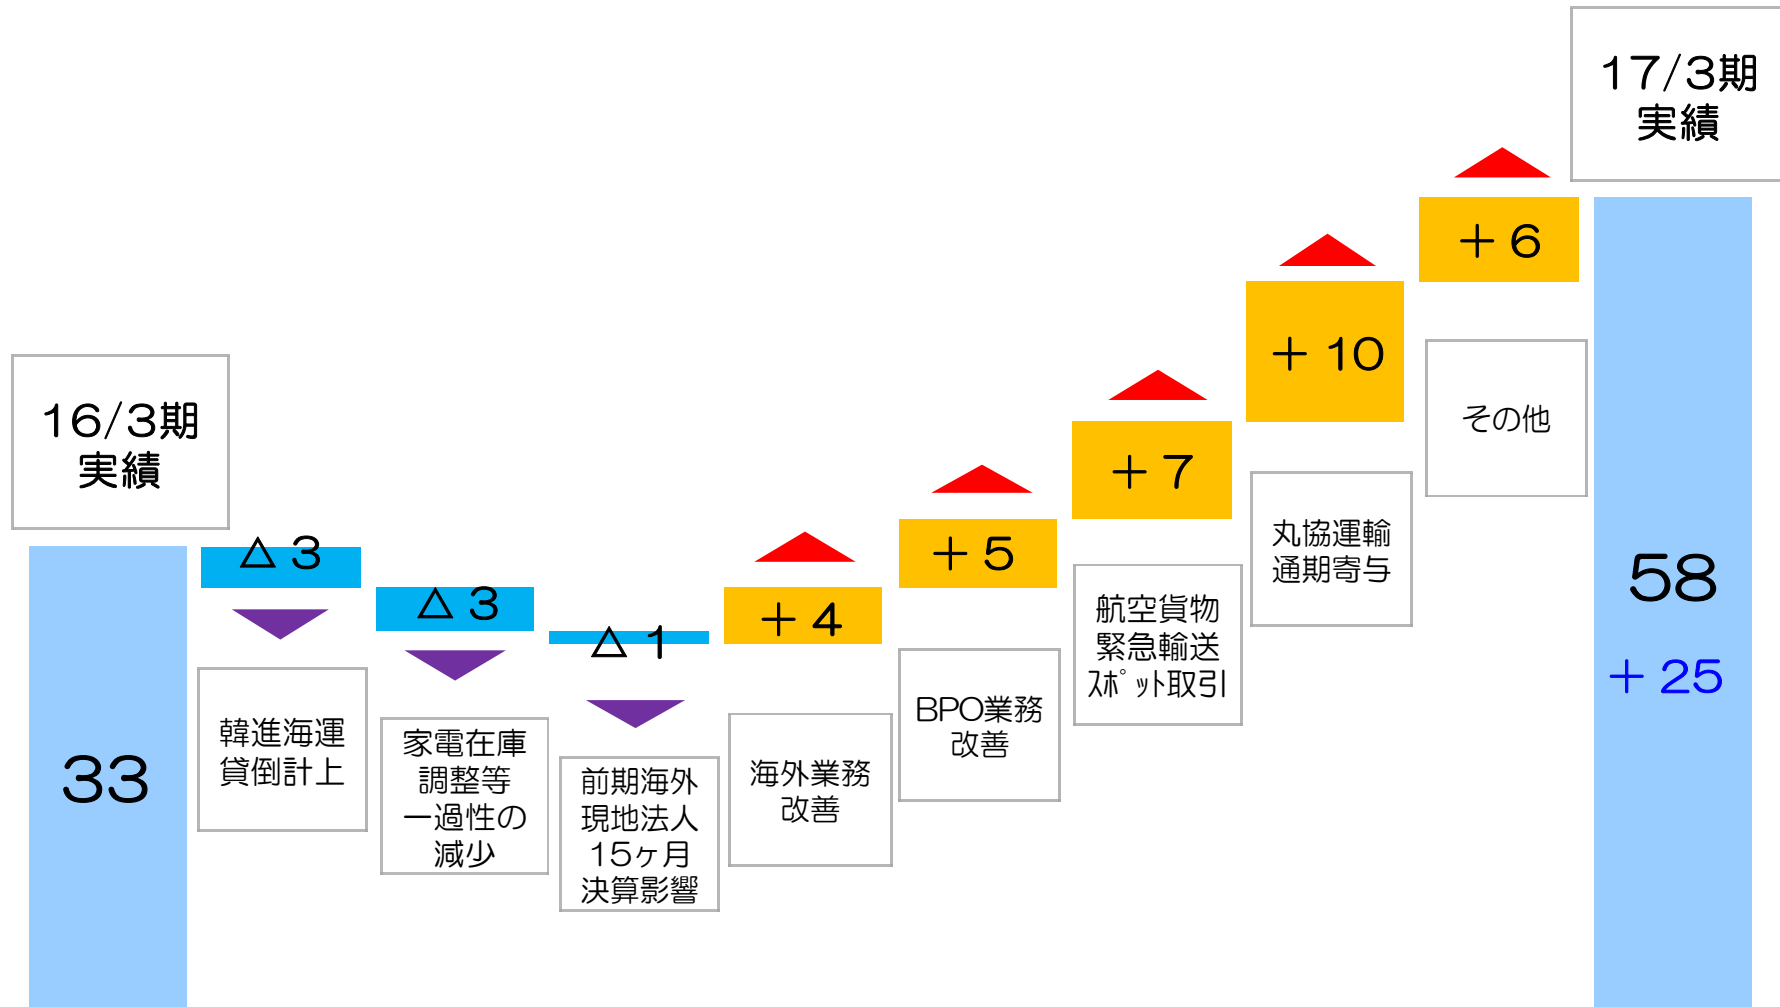 16/3期
実績
33
△ 3
韓進海運
貸倒計上
△ 3
家電在庫
調整等
一過性の
減少
△ 1
前期海外
現地法人
15ヶ月
決算影響
+ 4
海外業務
改善
+ 5
BPO業務
改善
+ 7
航空貨物
緊急輸送
ｽﾎﾟｯﾄ取引
+ 10
丸協運輸
通期寄与
+ 6
その他
17/3期
実績
58
+ 25